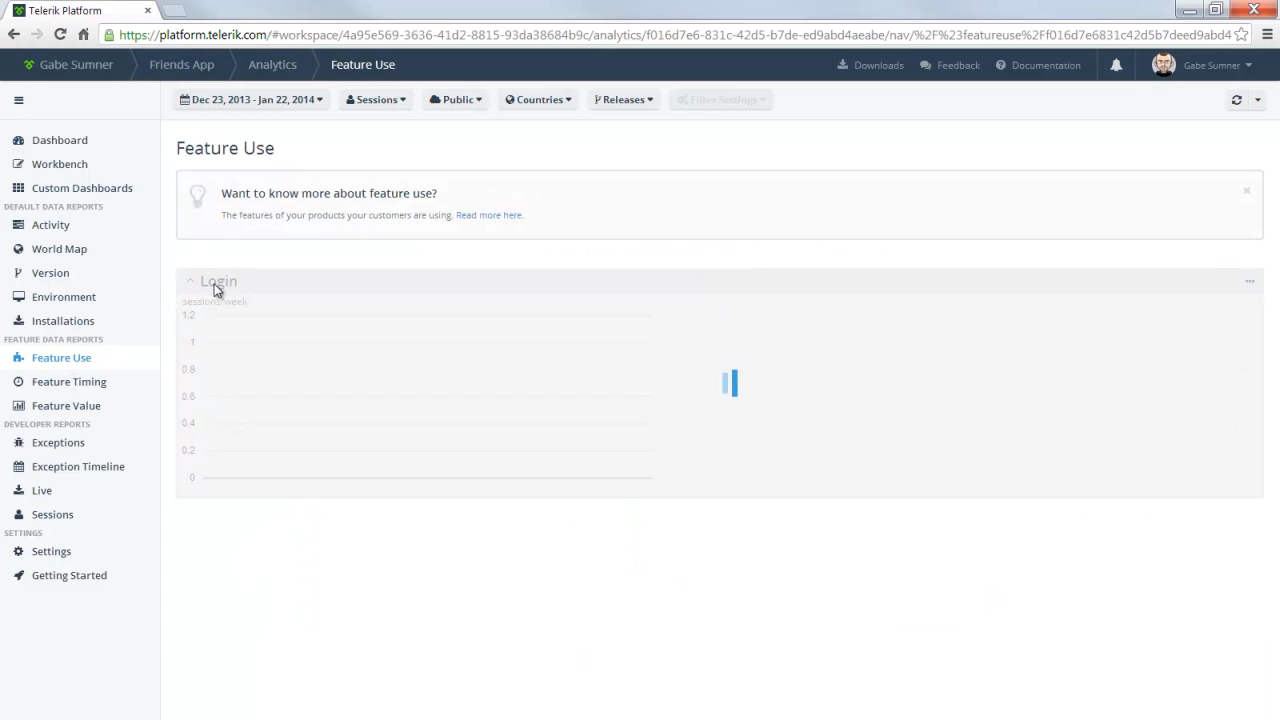 Telerik Platform
https://platform.telerik.com/#workspace/4a95e569-3636-41d2-8815-93da38684b9c/analytics/f016d7e6-831c-42d5-b7de-ed9abd4aeabe/nav/%2F%23featureuse%2Ff016d7e6831c42d5b7deed9abd4
Gabe Sumner Friends App Analytics Feature Use Downloads Feedback Documentation Gabe Sumner
Dec 23, 2013 - Jan 22, 2014 Sessions Public Countries Releases Filter Settings
Dashboard
Workbench
Custom Dashboards
DEFAULT DATA REPORTS
Activity
World Map
Version
Environment
Installations
FEATURE DATA REPORTS
Feature Use
Feature Timing
Feature Value
DEVELOPER REPORTS
Exceptions
Exception Timeline
Live
Sessions
SETTINGS
Settings
Getting Started
Feature Use
Want to know more about feature use?
The features of your products your customers are using. Read more here.
Login
sessions/week
1.2
1
0.8
0.6
0.4
0.2
0